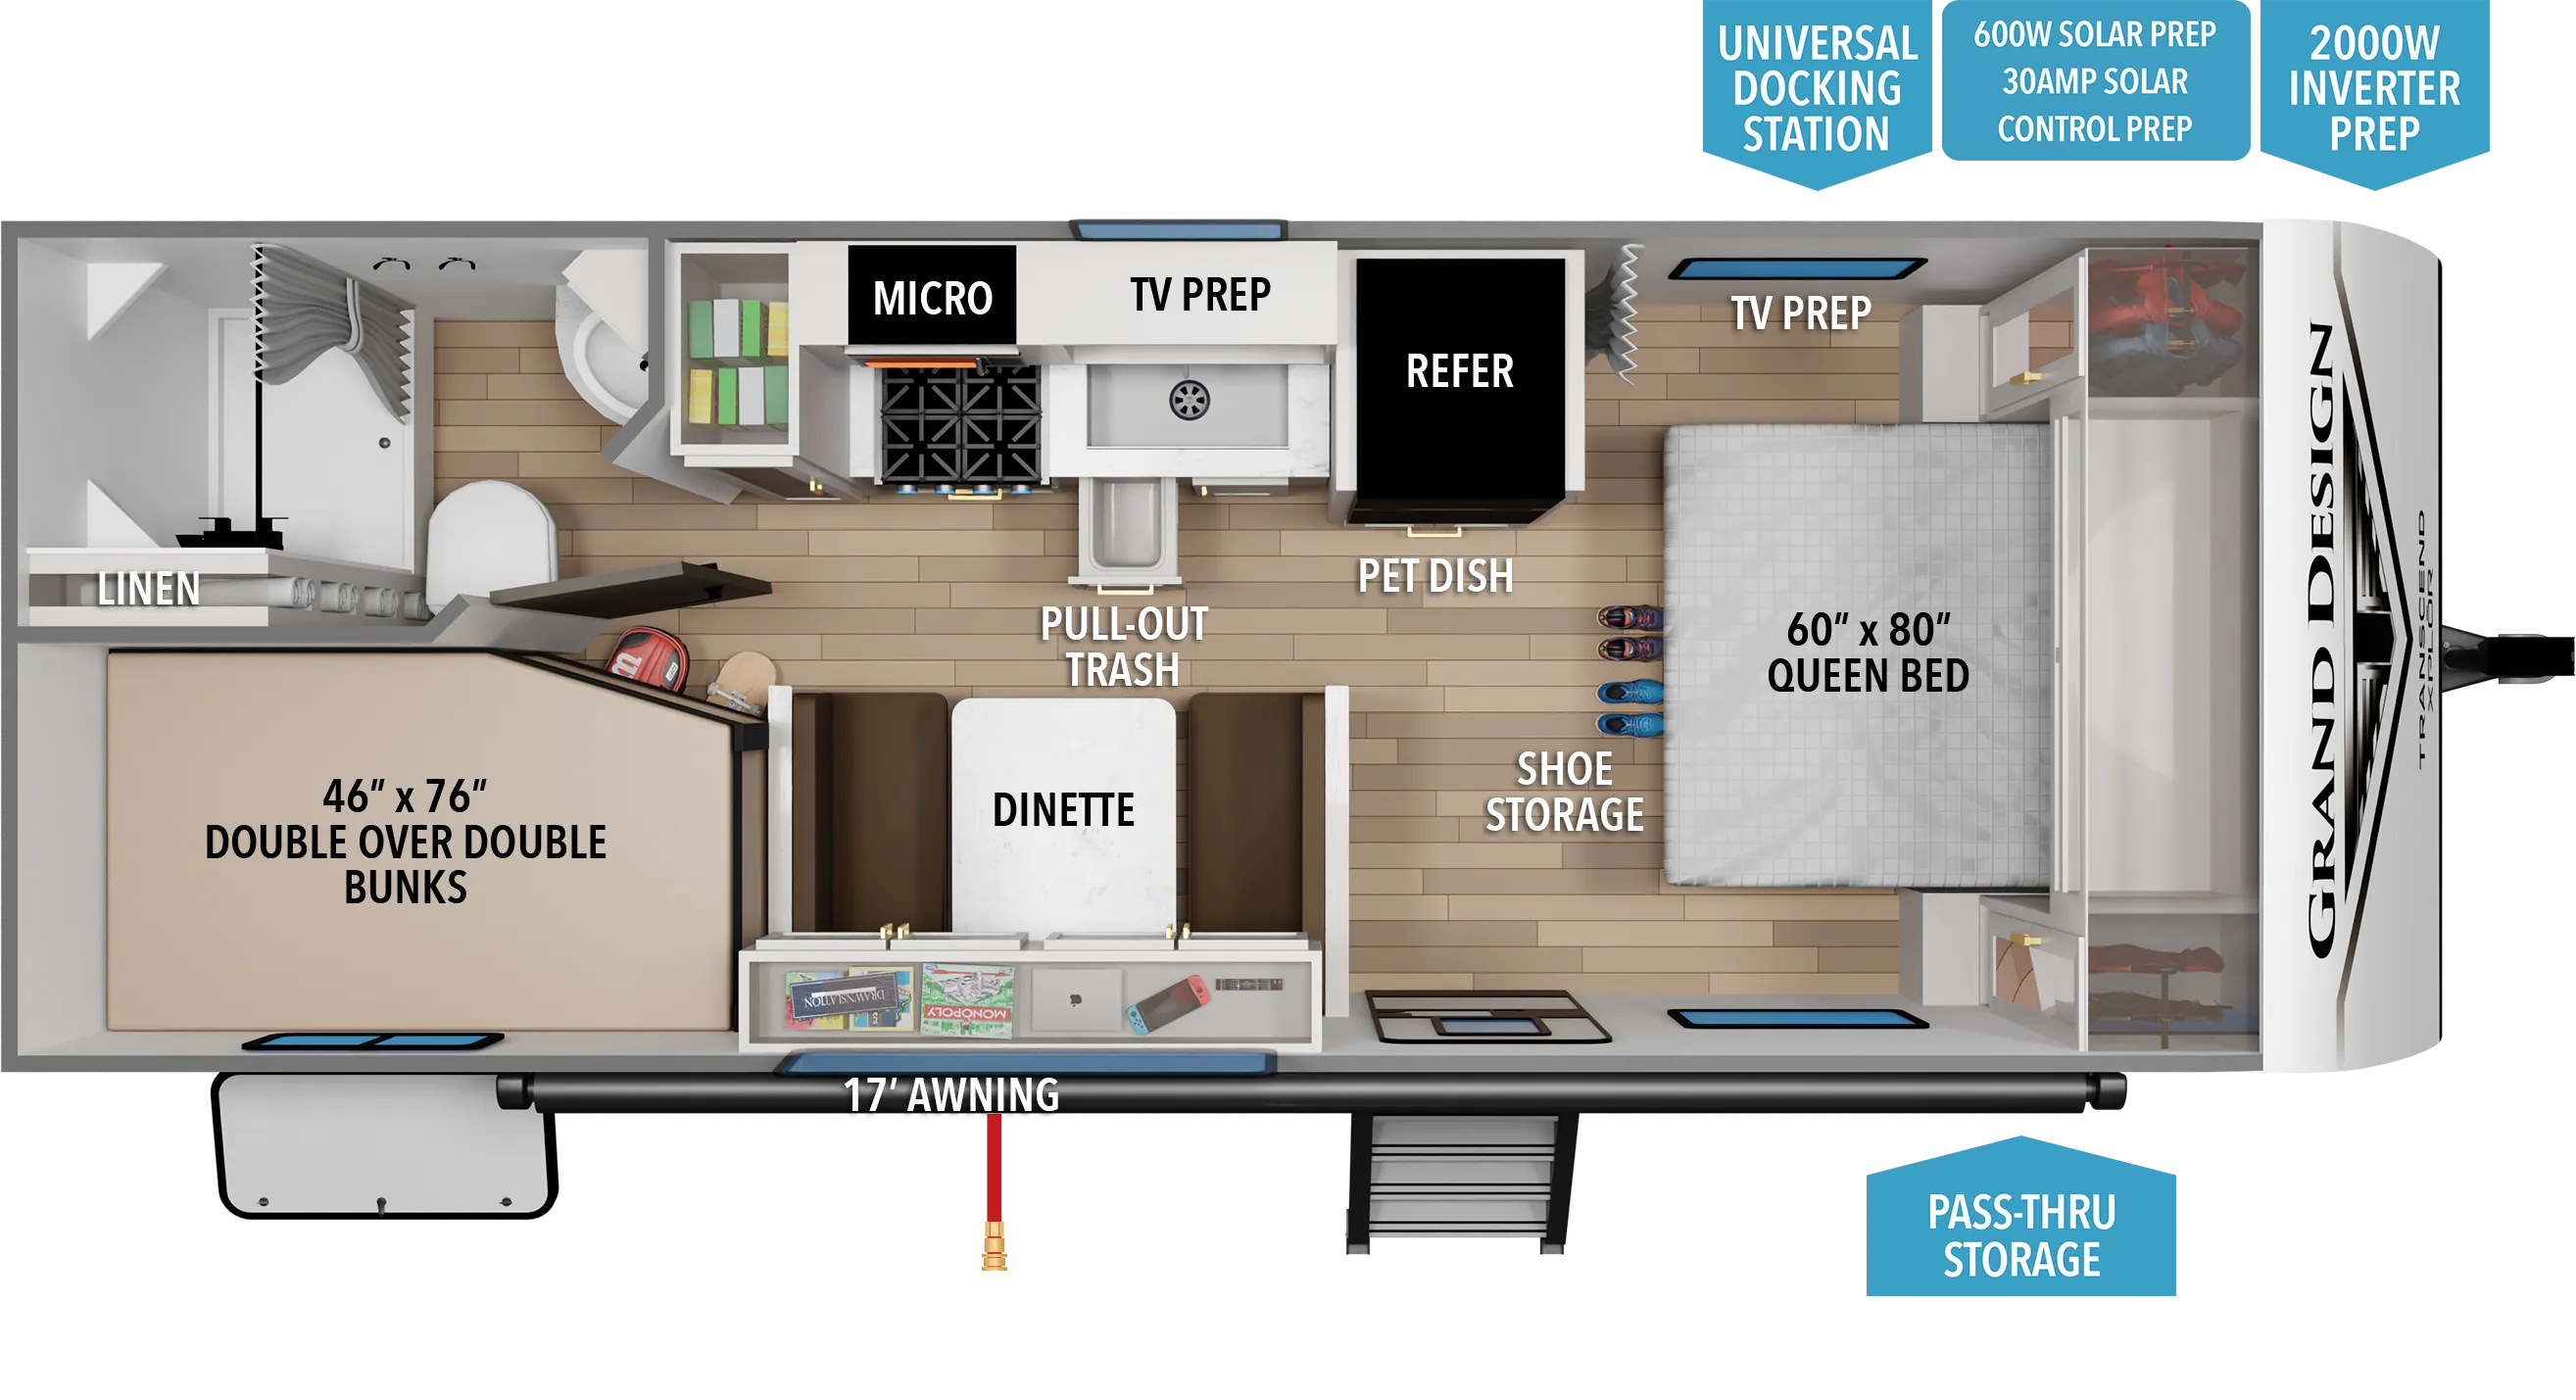 UNIVERSAL
DOCKING
STATION
600W SOLAR PREP
30AMP SOLAR
CONTROL PREP
2000W
INVERTER
PREP
MICRO
TV PREP
REFER
TV PREP
LINEN
PET DISH
PULL-OUT
TRASH
60" x 80"
QUEEN BED
SHOE
STORAGE
46" x 76"
DOUBLE OVER DOUBLE
BUNKS
DINETTE
DRAWNSLATION
MONOPOLY
17' AWNING
GRAND DESIGN
TRANSCEND
XPLOR
PASS-THRU
STORAGE